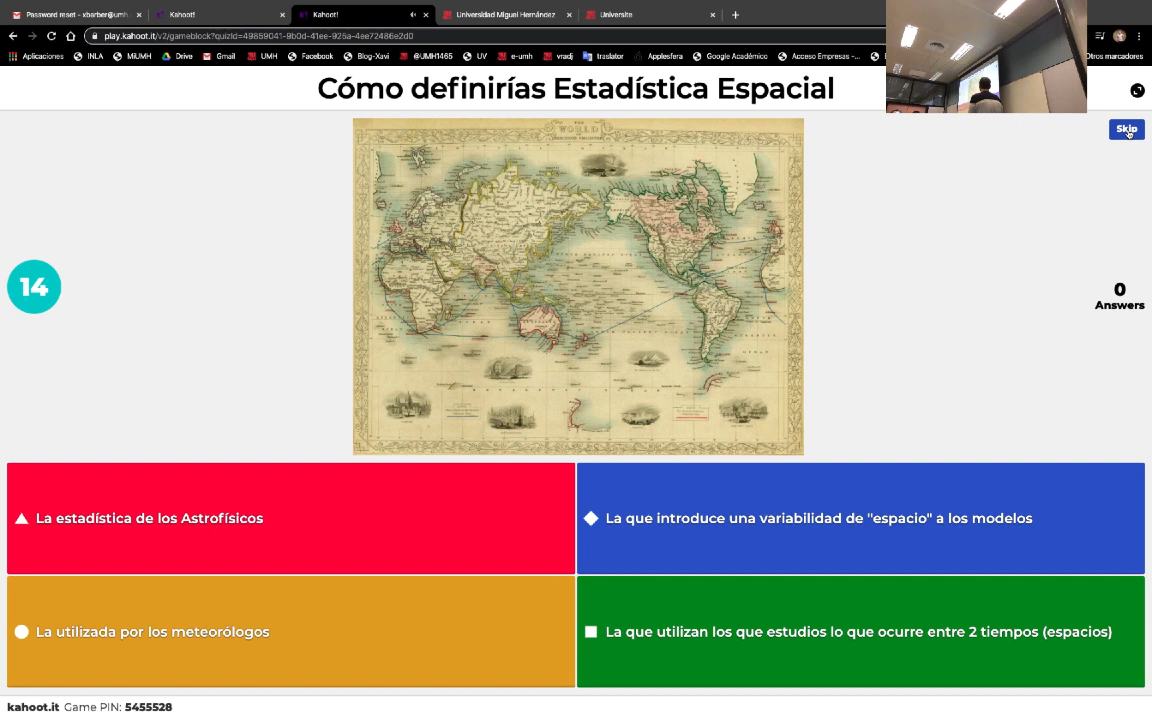 Password reset - xbarber@umh.
Kahoot!
Kahoot!
Universidad Miguel Hernández
Universite
play.kahoot.it/v2/gameblock?quizId=49859041-9b0d-41ee-925a-4ee72486e2d0
Aplicaciones
INLA
MiUMH
Drive
Gmail
UMH
Facebook
Blog-Xavi
@UMH1465
UV
e-umh
vradj
traslator
Applesfera
Google Académico
Acceso Empresas -...
Otros marcadores
Cómo definirías Estadística Espacial
Skip
THE
WORLD
14
0
Answers
La estadística de los Astrofísicos
La que introduce una variabilidad de "espacio" a los modelos
La utilizada por los meteorólogos
La que utilizan los que estudios lo que ocurre entre 2 tiempos (espacios)
kahoot.it Game PIN: 5455528